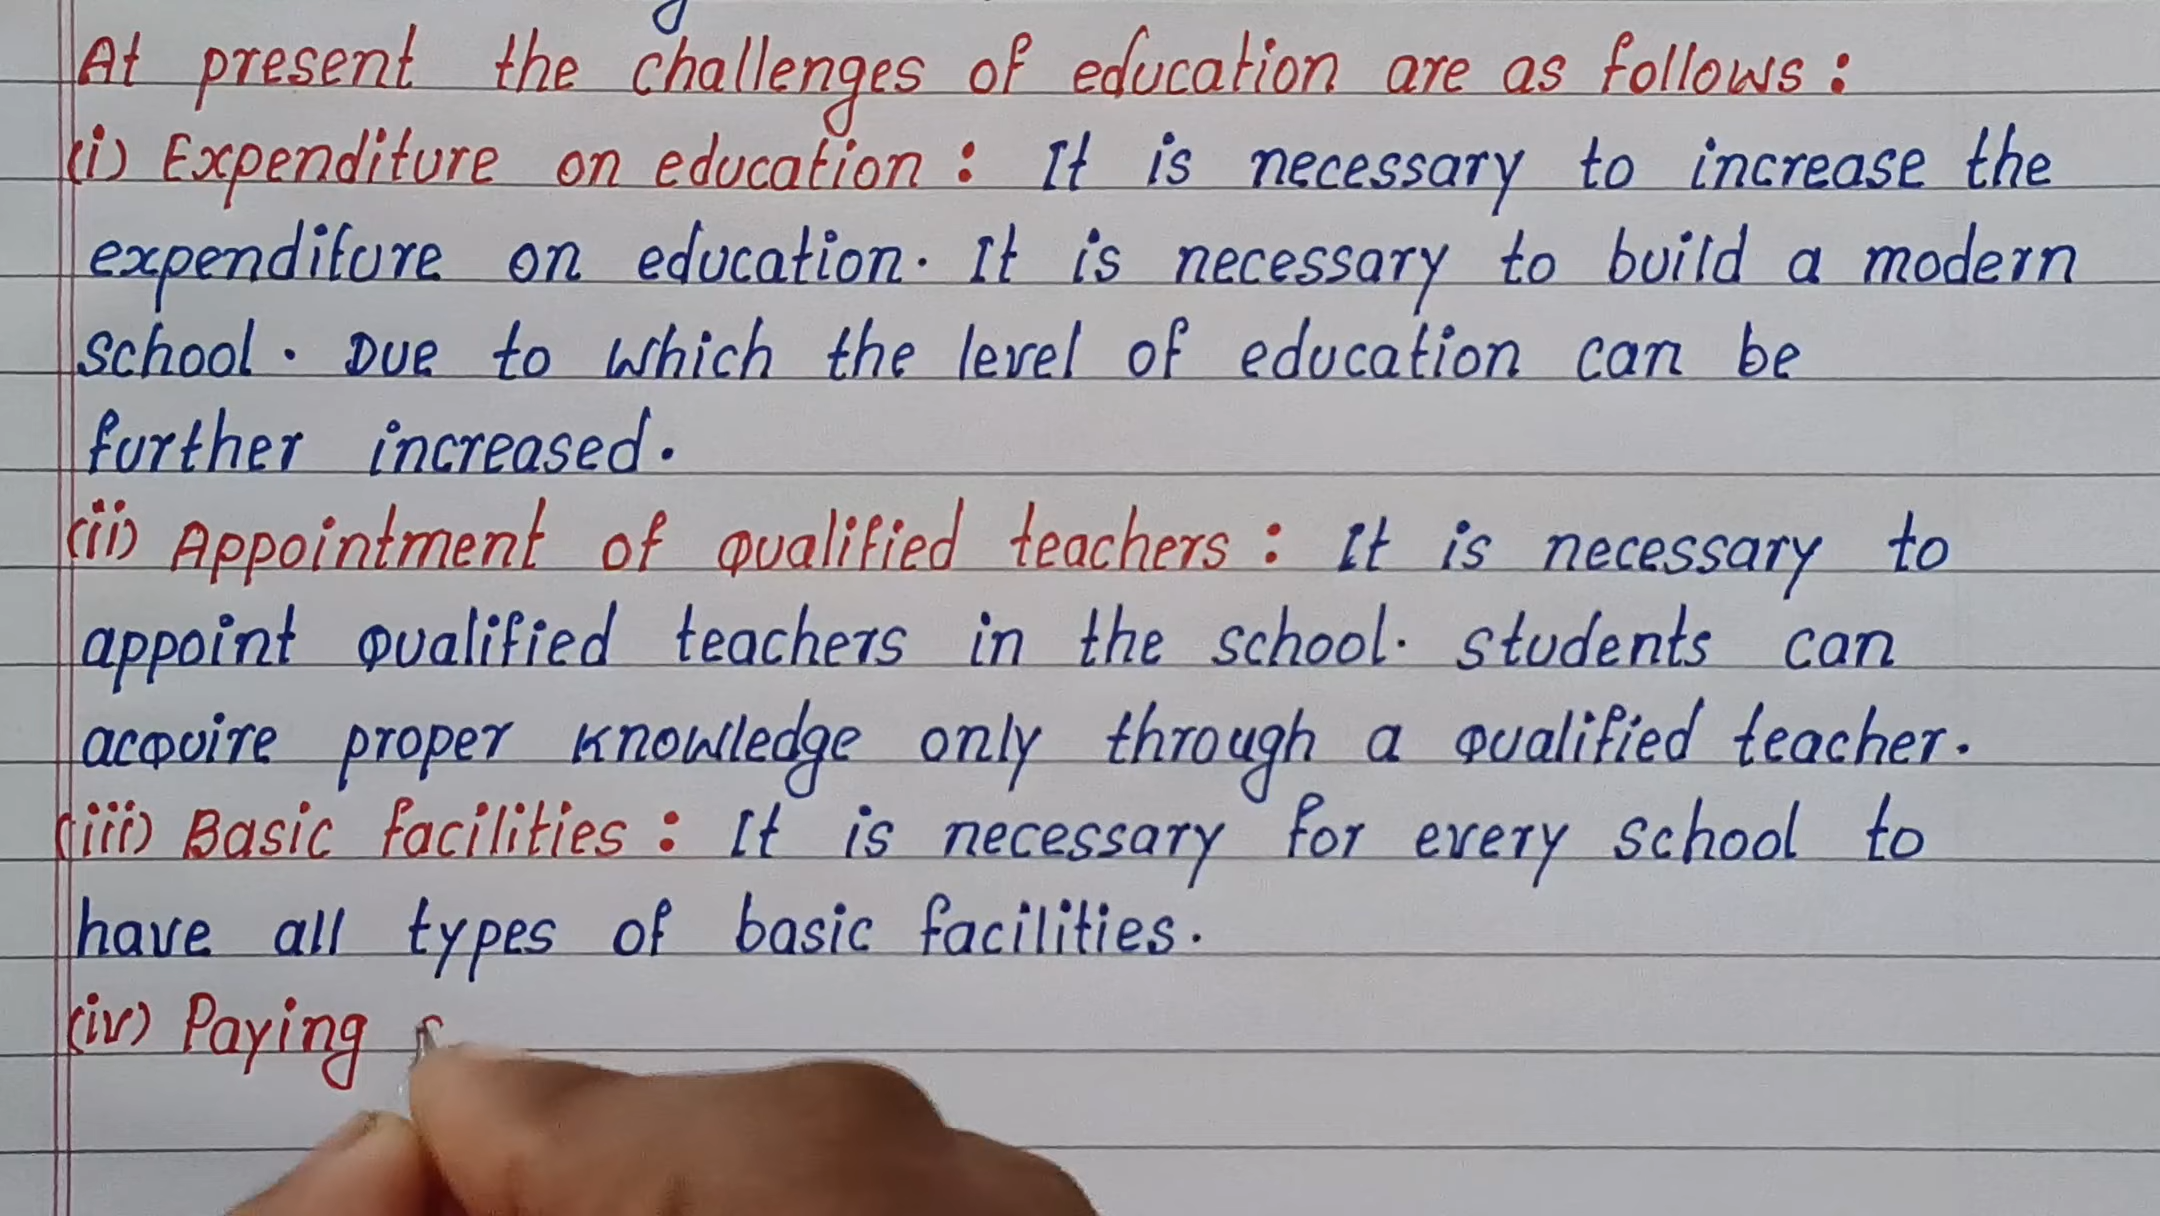 At present the challenges of education are as follows :
(i) Expenditure on education : It is necessary to increase the
expenditure on education. It is necessary to build a modern
school. Due to which the level of education can be
further increased.
(ii) Appointment of qualified teachers : It is necessary to
appoint qualified teachers in the school. students can
acquire proper knowledge only through a qualified teacher.
(iii) Basic facilities : It is necessary for every school to
have all types of basic facilities.
(iv) Paying